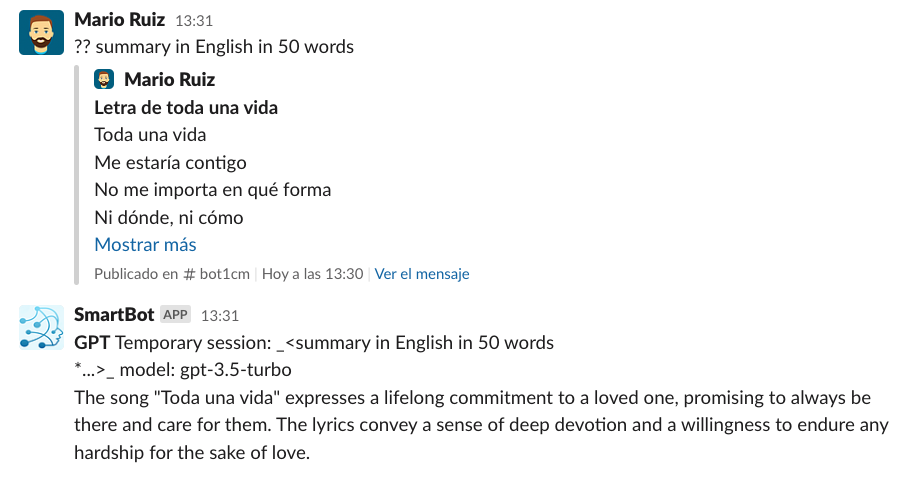 Mario Ruiz 13:31
?? summary in English in 50 words
Mario Ruiz
Letra de toda una vida
Toda una vida
Me estaría contigo
No me importa en qué forma
Ni dónde, ni cómo
Mostrar más
Publicado en # bot1cm | Hoy a las 13:30 | Ver el mensaje
SmartBot APP 13:31
GPT Temporary session: _<summary in English in 50 words
*...>_ model: gpt-3.5-turbo
The song "Toda una vida" expresses a lifelong commitment to a loved one, promising to always be
there and care for them. The lyrics convey a sense of deep devotion and a willingness to endure any
hardship for the sake of love.